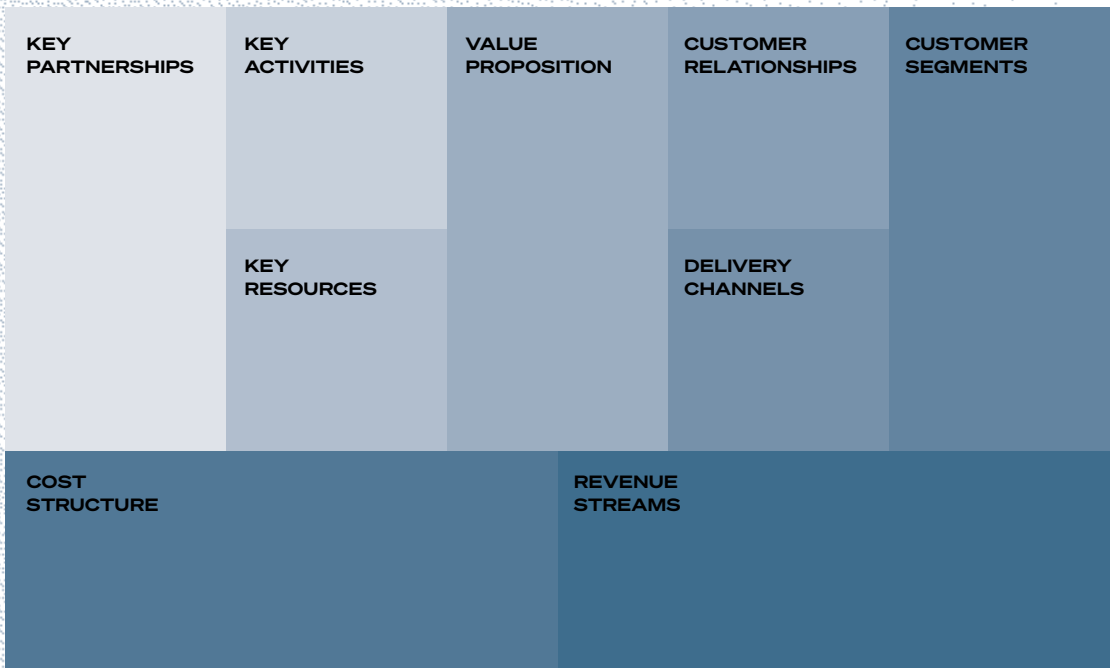 KEY
PARTNERSHIPS
KEY
ACTIVITIES
KEY
RESOURCES
VALUE
PROPOSITION
CUSTOMER
RELATIONSHIPS
DELIVERY
CHANNELS
CUSTOMER
SEGMENTS
COST
STRUCTURE
REVENUE
STREAMS